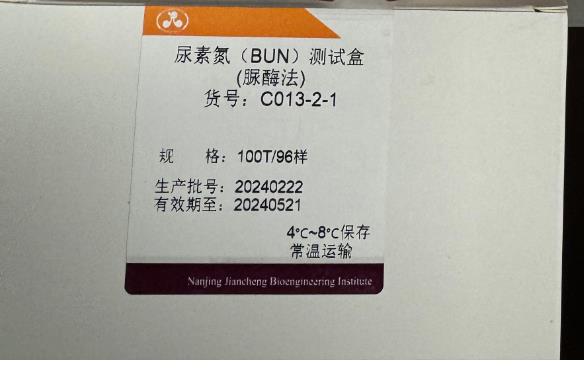 尿素氮（BUN）测试盒
(脲酶法)
货号：C013-2-1
规 格：100T/96样
生产批号：20240222
有效期至：20240521
4℃~8℃保存
常温运输
Nanjing Jiancheng Bioengineering Institute